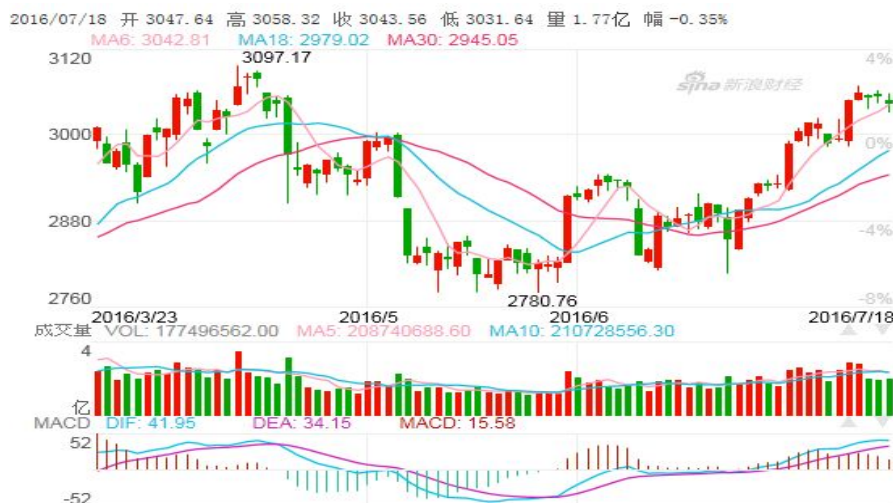 2016/07/18 开 3047.64 高 3058.32 收 3043.56 低 3031.64 量 1.77亿 幅 -0.35%
MA6: 3042.81 MA18: 2979.02 MA30: 2945.05
3120 3097.17 4%
sina 新浪财经
3000 0%
2880 -4%
2760 2780.76 -8%
2016/3/23 2016/5 2016/6 2016/7/18
成交量 VOL: 177496562.00 MA5: 208740688.60 MA10: 210728556.30
4
亿
MACD DIF: 41.95 DEA: 34.15 MACD: 15.58
52
-52